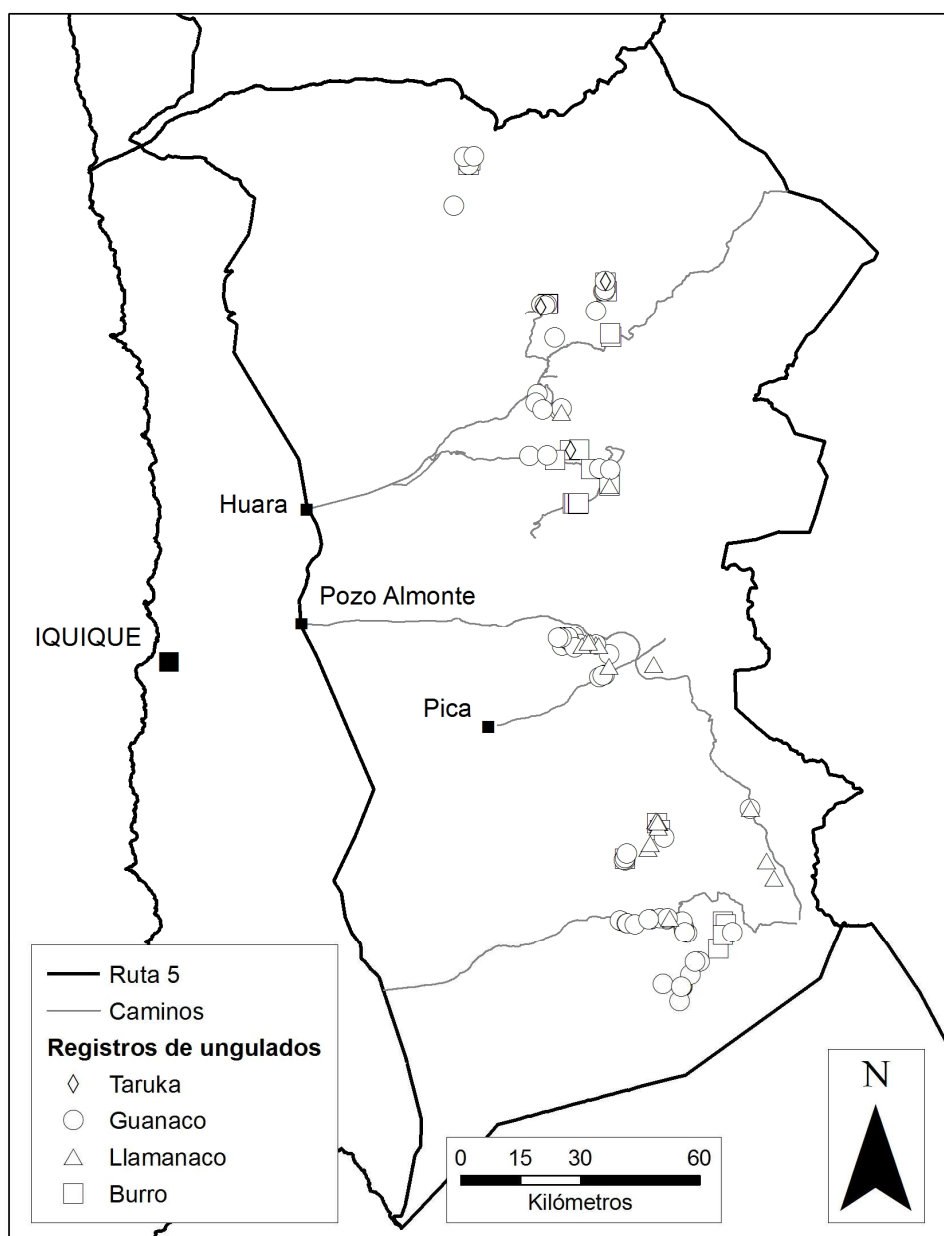 Huara
Pozo Almonte
IQUIQUE
Pica
Ruta 5
Caminos
Registros de ungulados
Taruka
Guanaco
Llamanaco
Burro
0 15 30 60
Kilómetros
N